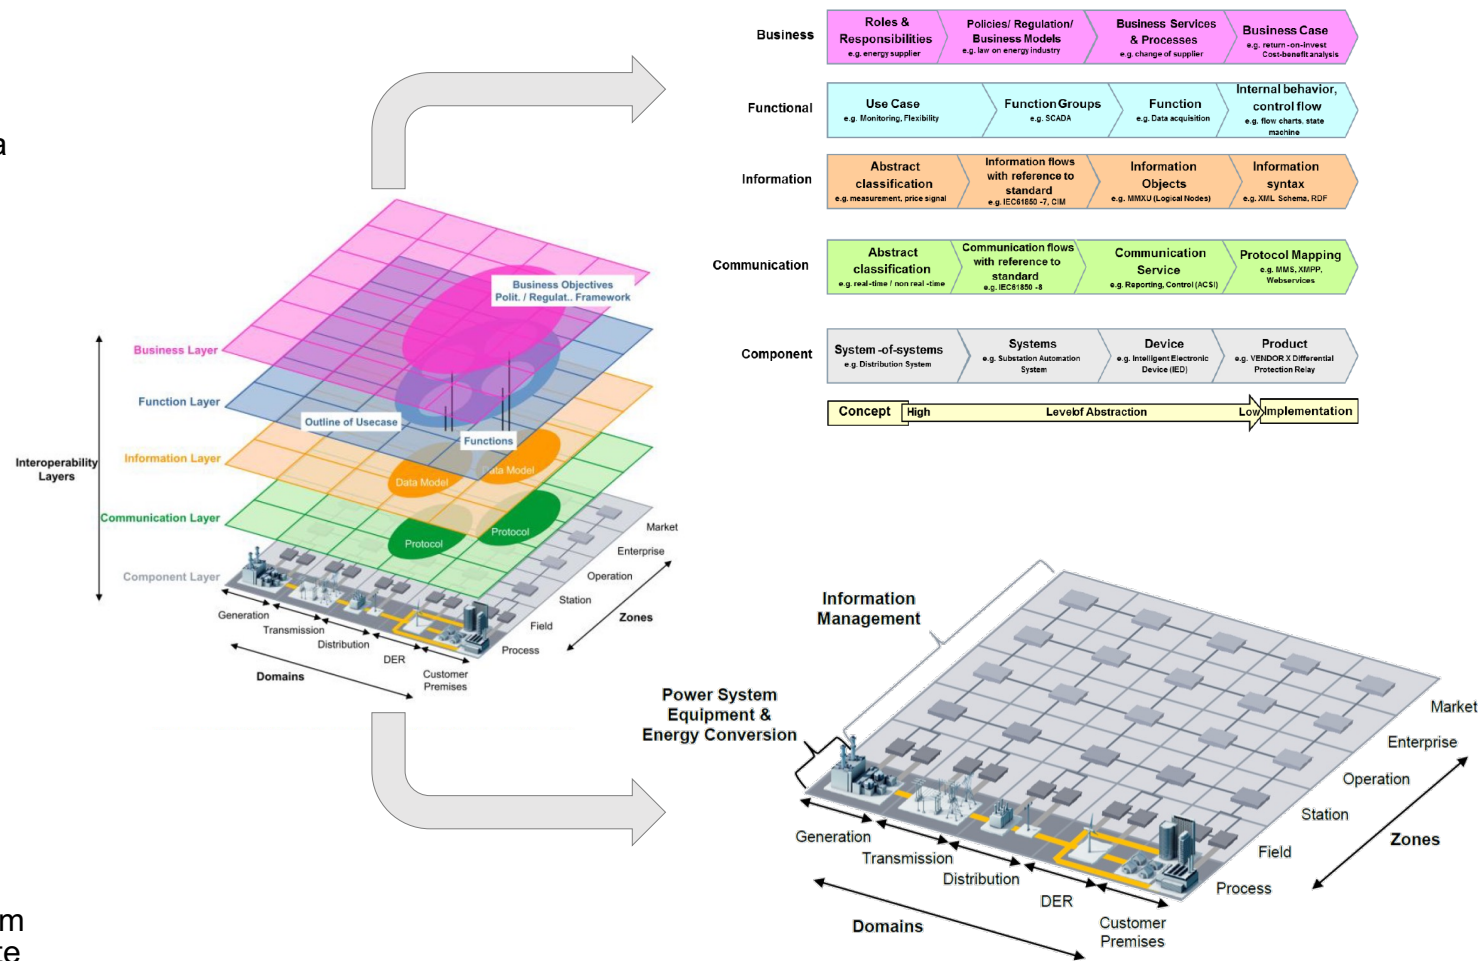 a
m
te
Business
Roles &
Responsibilities
e.g. energy supplier
Policies/ Regulation/
Business Models
e.g. law on energy industry
Business Services
& Processes
e.g. change of supplier
Business Case
e.g. return -on-invest
Cost-benefit analysis
Functional
Use Case
e.g. Monitoring, Flexibility
Function Groups
e.g. SCADA
Function
e.g. Data acquisition
Internal behavior,
control flow
e.g. flow charts, state
machine
Information
Abstract
classification
e.g. measurement, price signal
Information flows
with reference to
standard
e.g. IEC61850 -7, CIM
Information
Objects
e.g. MMXU (Logical Nodes)
Information
syntax
e.g. XML Schema, RDF
Communication
Abstract
classification
e.g. real-time / non real -time
Communication flows
with reference to
standard
e.g. IEC61850 -8
Communication
Service
e.g. Reporting, Control (ACSI)
Protocol Mapping
e.g. MMS, XMPP,
Webservices
Component
System -of-systems
e.g. Distribution System
Systems
e.g. Substation Automation
System
Device
e.g. Intelligent Electronic
Device (IED)
Product
e.g. VENDOR X Differential
Protection Relay
Concept
High
Level of Abstraction
Low
Implementation
Business Objectives
Polit. / Regulat.. Framework
Business Layer
Function Layer
Outline of Usecase
Functions
Information Layer
Data Model
Data Model
Interoperability
Layers
Communication Layer
Protocol
Protocol
Component Layer
Market
Enterprise
Operation
Station
Field
Process
Zones
Generation
Transmission
Distribution
DER
Customer
Premises
Domains
Information
Management
Power System
Equipment &
Energy Conversion
Market
Enterprise
Operation
Station
Field
Process
Zones
Generation
Transmission
Distribution
DER
Customer
Premises
Domains